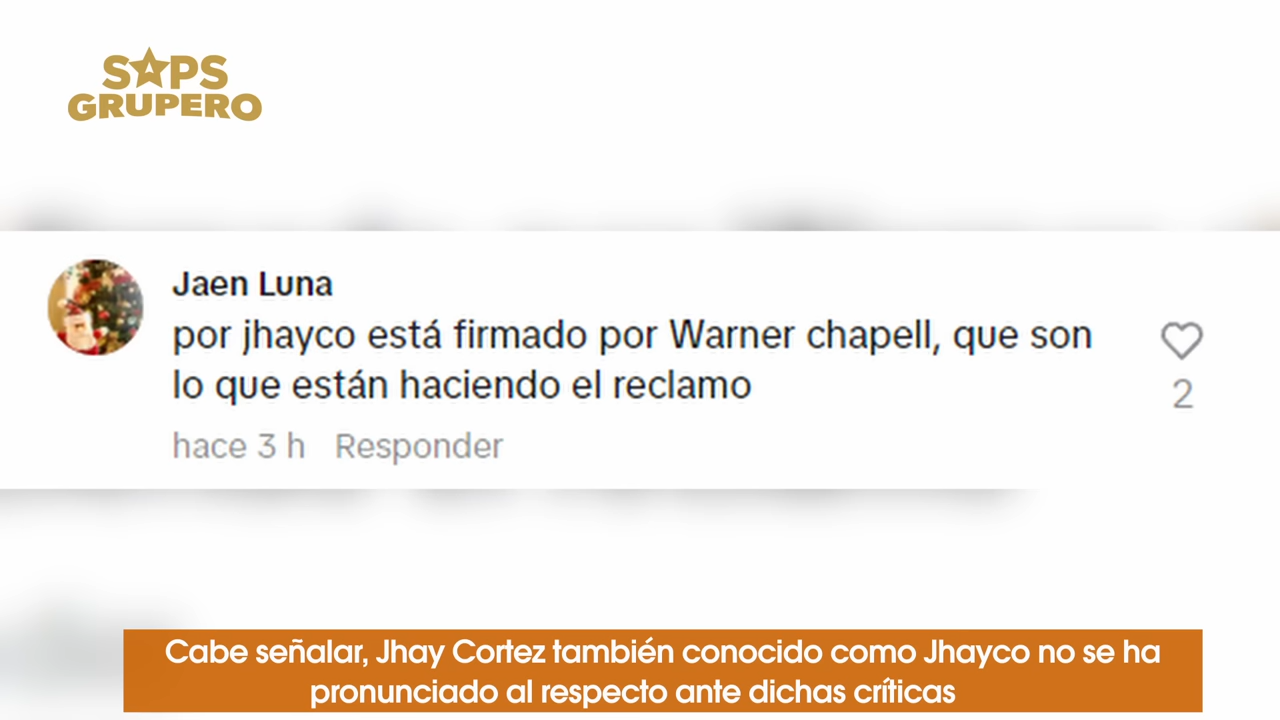 SAPS
GRUPERO
Jaen Luna
por jhayco está firmado por Warner chapell, que son
lo que están haciendo el reclamo
2
hace 3 h Responder
Cabe señalar, Jhay Cortez también conocido como Jhayco no se ha
pronunciado al respecto ante dichas críticas